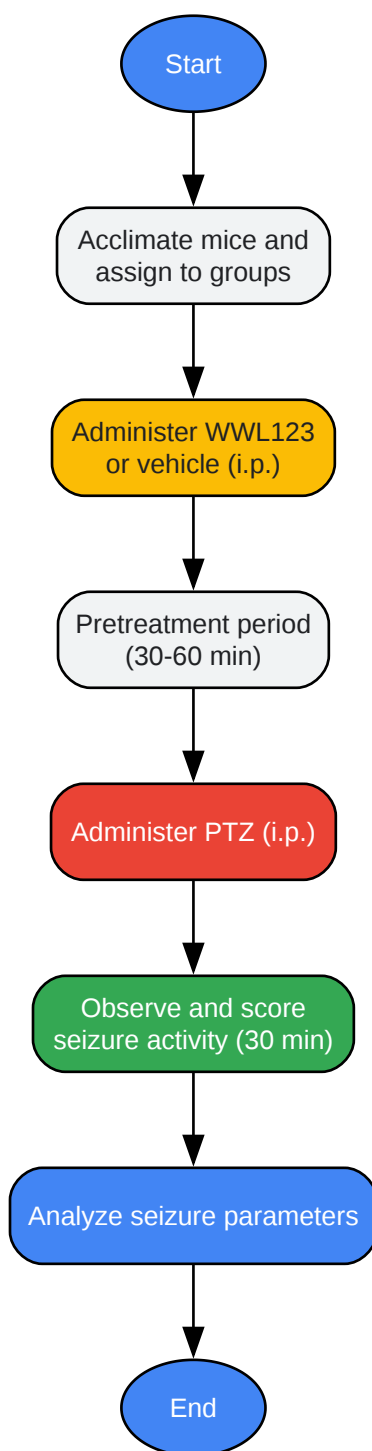 Start
Acclimate mice and
assign to groups
Administer WWL123
or vehicle (i.p.)
Pretreatment period
(30-60 min)
Administer PTZ (i.p.)
Observe and score
seizure activity (30 min)
Analyze seizure parameters
End